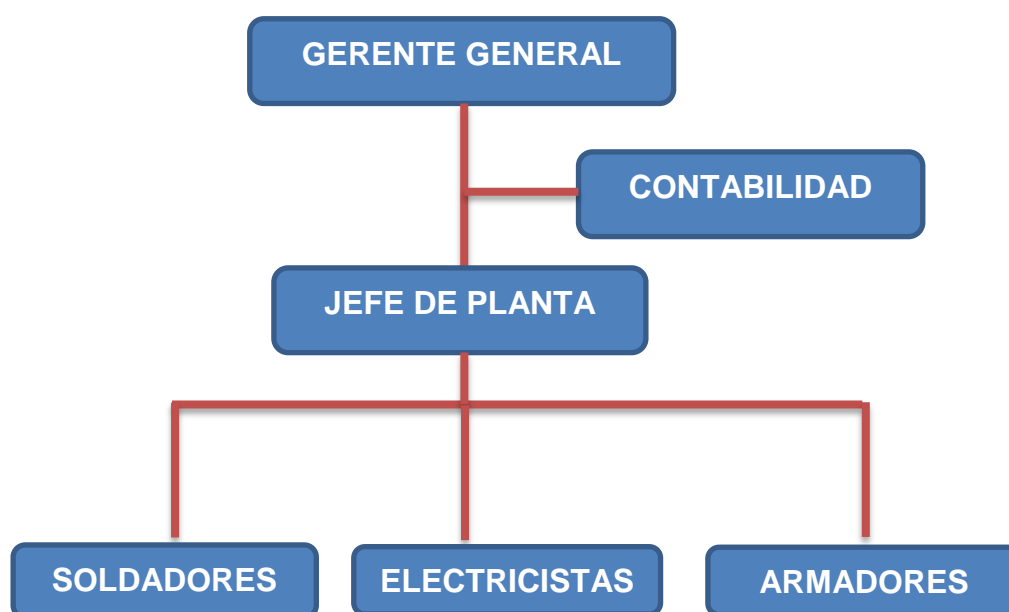 GERENTE GENERAL
CONTABILIDAD
JEFE DE PLANTA
SOLDADORES
ELECTRICISTAS
ARMADORES